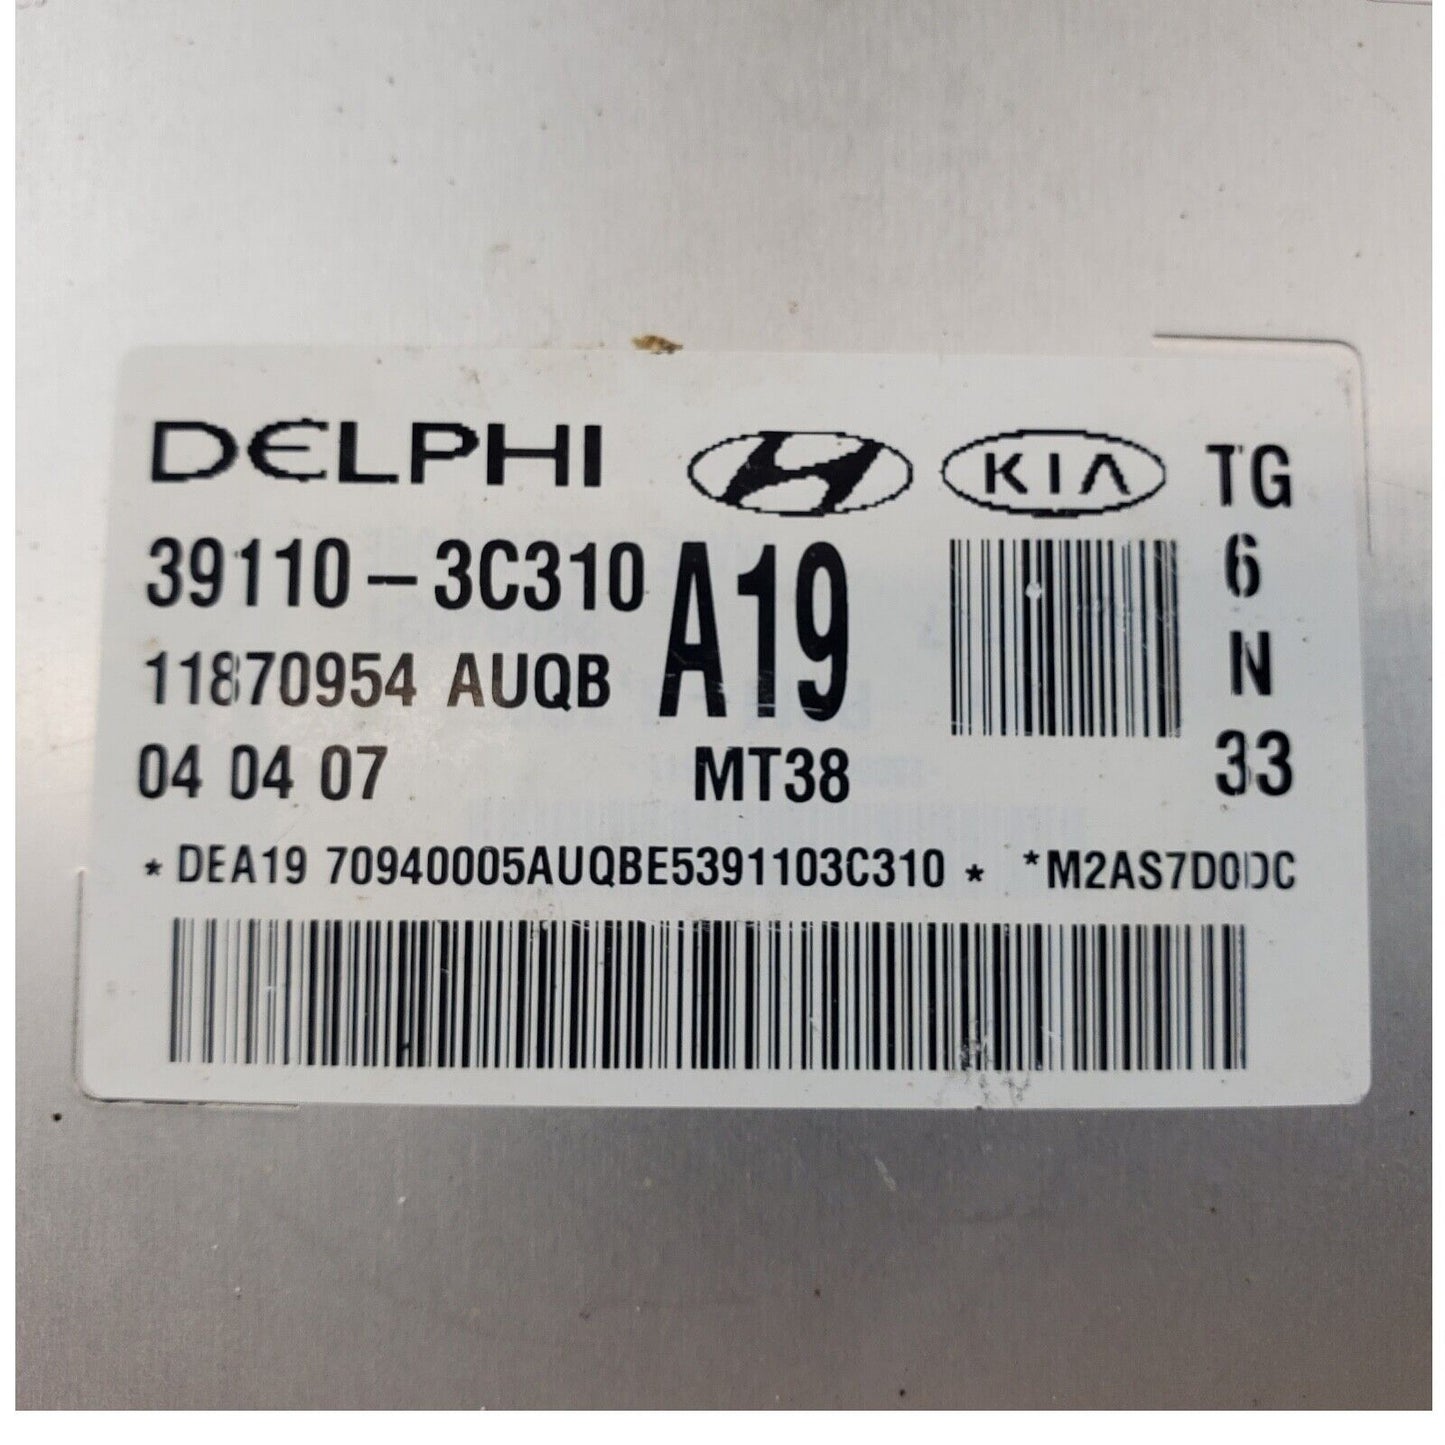 DELPHI KIA TG
39110-3C310 A19 6
11870954 AUQB N
04 04 07 MT38 33
* DEA19 70940005AUQBE5391103C310 * *M2AS7D0DC